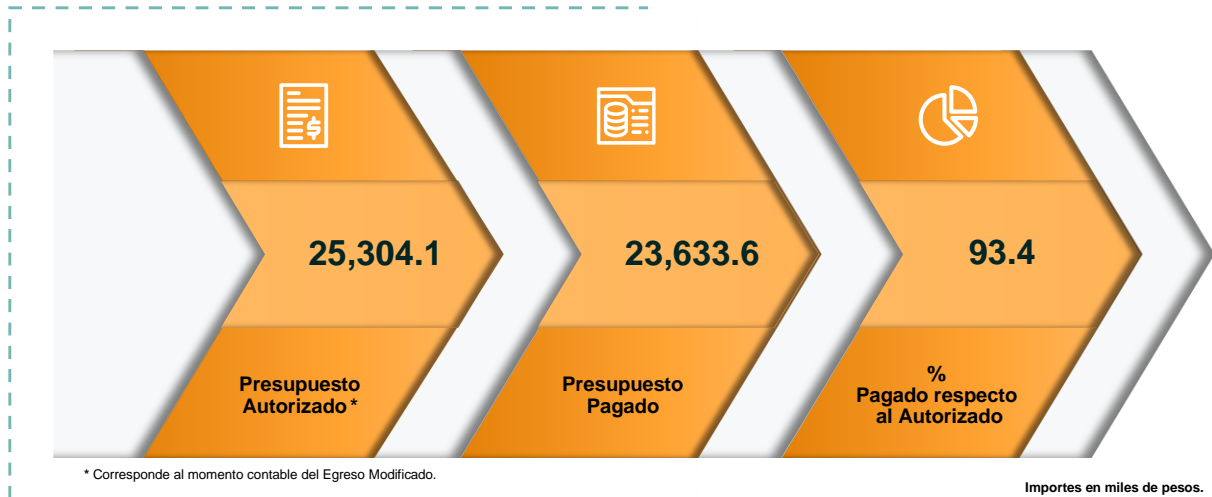 25,304.1
23,633.6
93.4
Presupuesto
Autorizado *
Presupuesto
Pagado
%
Pagado respecto
al Autorizado
* Corresponde al momento contable del Egreso Modificado.
Importes en miles de pesos.